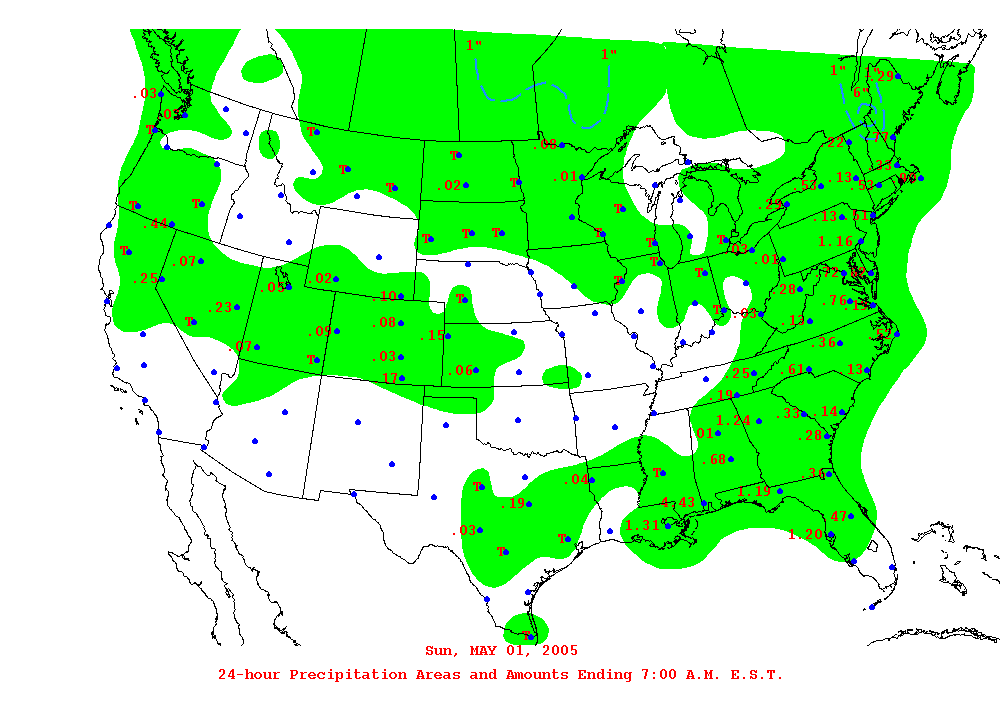 1" 1" 1"
.29
6"
.03
.05
T T .22 .77
.08
T
T .33
.01 .13 .53
T T .02 T .53
T T .29
T .13 .51
.44
T T T T T T .03 1.16
T
.07 T .01
.25 .02 T T .72
.05 .28
.10 T .76 .19
.23 T .03
T .08 .13
.09 .15 .52
.07 .36
T .03 .06 .61 .13
.17 .25
.19
.33 .14
1.24
.01 .28
.68
T .04 T
T 1.19
.19 4.43
.47
1.31
.03 1.20
T T
T
Sun, MAY 01, 2005
24-hour Precipitation Areas and Amounts Ending 7:00 A.M. E.S.T.